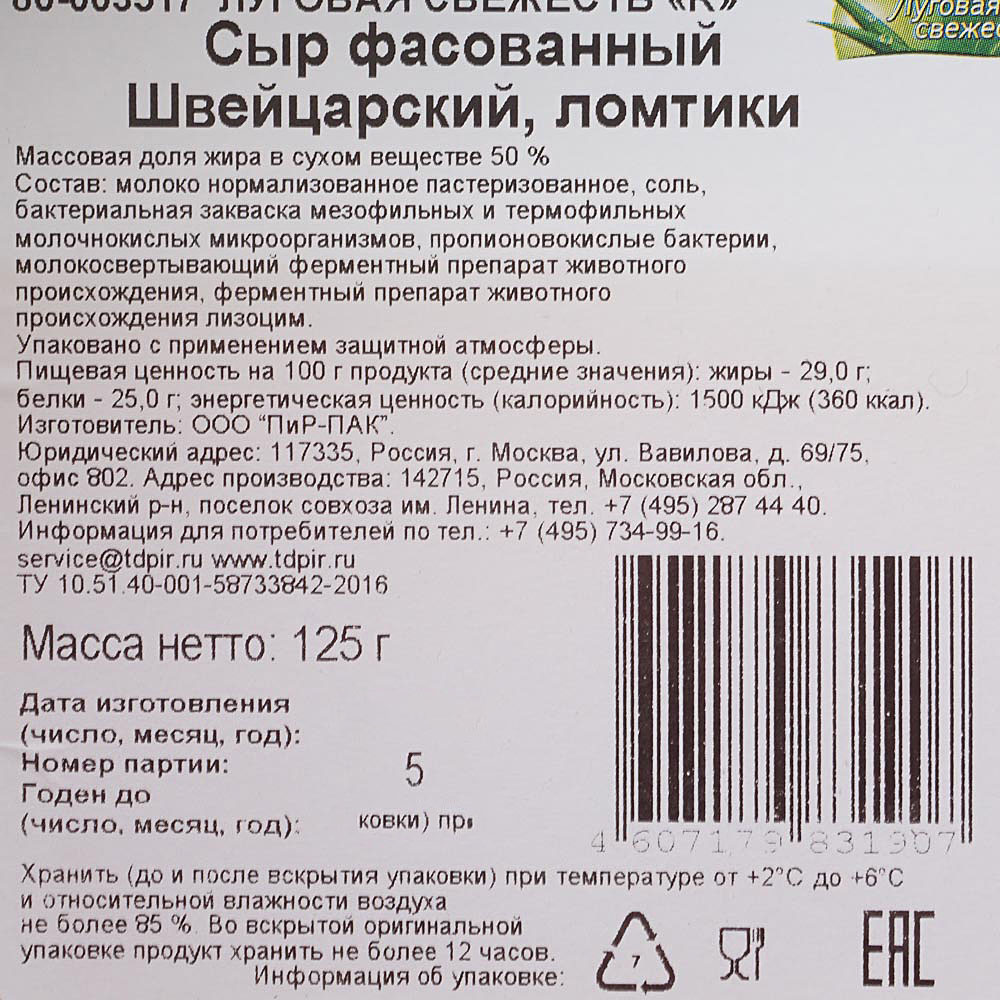 ЛУГОВАЯ СВЕЖЕСТЬ «К»
Луговая
Сыр фасованный
Швейцарский, ломтики
Массовая доля жира в сухом веществе 50 %
Состав: молоко нормализованное пастеризованное, соль,
бактериальная закваска мезофильных и термофильных
молочнокислых микроорганизмов, пропионовокислые бактерии,
молокосвертывающий ферментный препарат животного
происхождения, ферментный препарат животного
происхождения лизоцим.
Упаковано с применением защитной атмосферы.
Пищевая ценность на 100 г продукта (средние значения): жиры - 29,0 г;
белки - 25,0 г; энергетическая ценность (калорийность): 1500 кДж (360 ккал).
Изготовитель: ООО "ПиР-ПАК".
Юридический адрес: 117335, Россия, г. Москва, ул. Вавилова, д. 69/75,
офис 802. Адрес производства: 142715, Россия, Московская обл.,
Ленинский р-н, поселок совхоза им. Ленина, тел. +7 (495) 287 44 40.
Информация для потребителей по тел.: +7 (495) 734-99-16.
service@tdpir.ru www.tdpir.ru
ТУ 10.51.40-001-58733842-2016
Масса нетто: 125 г
Дата изготовления
(число, месяц, год):
Номер партии: 5
Годен до
(число, месяц, год): ковки) пр
4 607179 831907
Хранить (до и после вскрытия упаковки) при температуре от +2°С до +6°С
и относительной влажности воздуха
не более 85 %. Во вскрытой оригинальной
упаковке продукт хранить не более 12 часов.
Информация об упаковке:
7
EAC